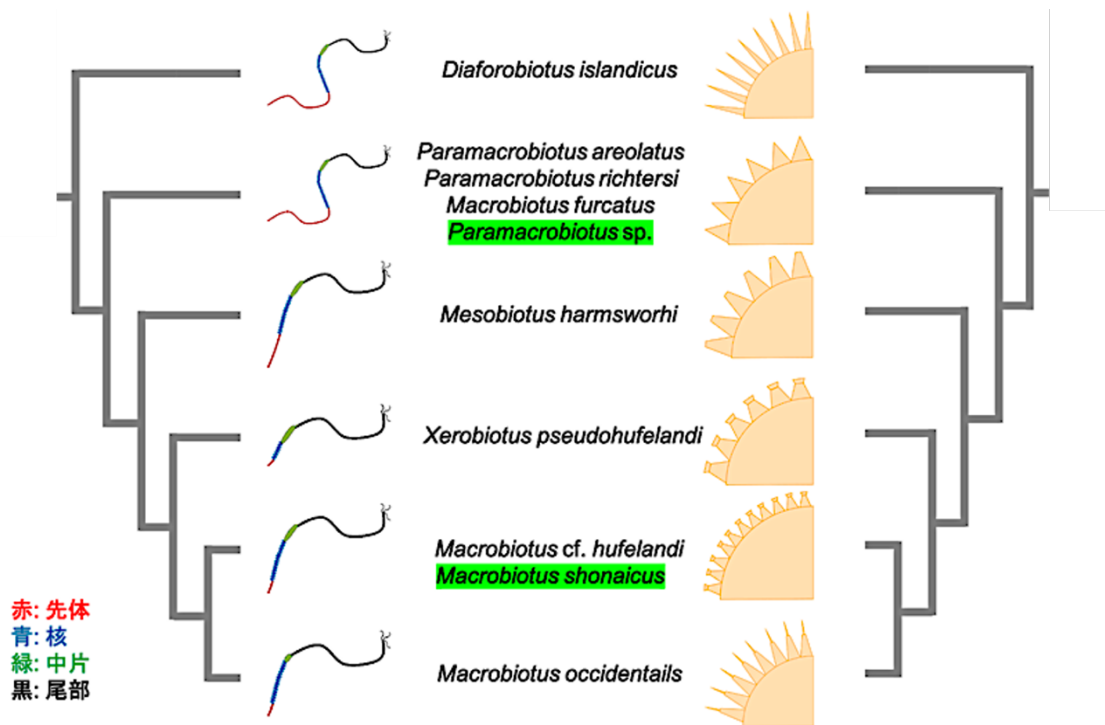 Diaforobiotus islandicus
Paramacrobiotus areolatus
Paramacrobiotus richtersi
Macrobiotus furcatus
Paramacrobiotus sp.
Mesobiotus harmsworhi
Xerobiotus pseudohufelandi
Macrobiotus cf. hufelandi
Macrobiotus shonaicus
Macrobiotus occidentails
赤: 先体
青: 核
緑: 中片
黒: 尾部